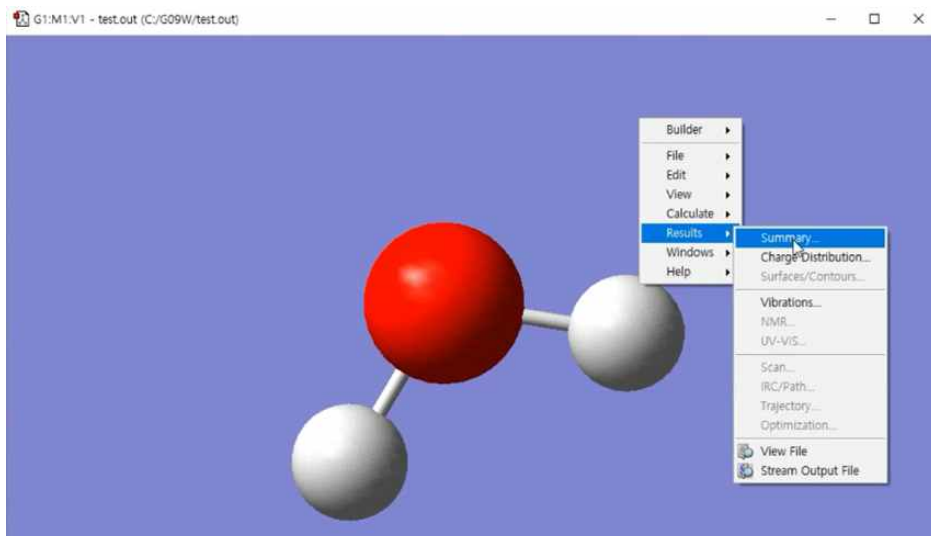 G1:M1:V1 - test.out (C:/G09W/test.out)
Builder
File
Edit
View
Calculate
Results
Windows
Help
Summary...
Charge Distribution...
Surfaces/Contours...
Vibrations...
NMR...
UV-VIS...
Scan...
IRC/Path...
Trajectory...
Optimization...
View File
Stream Output File